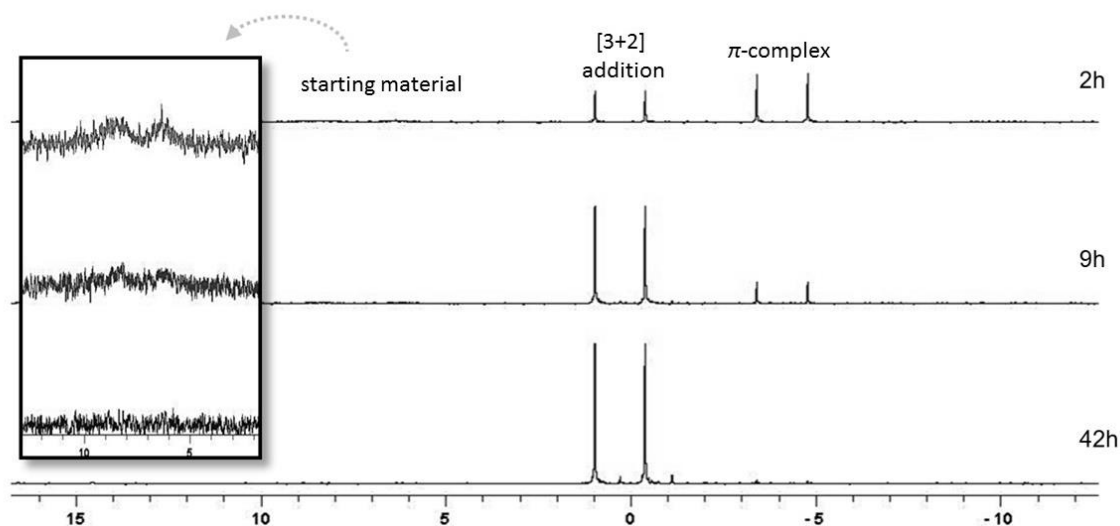 [3+2]
addition
π-complex
starting material
2h
9h
10 5
42h
15 10 5 0 -5 -10